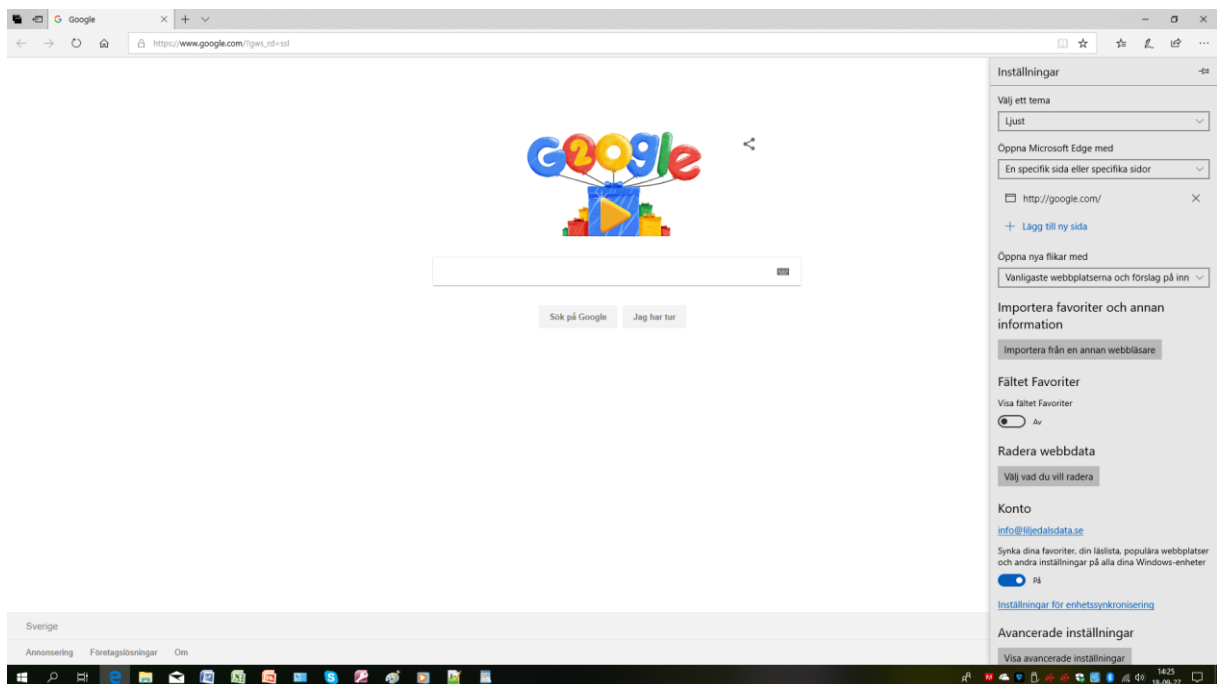 Google
https://www.google.com/?gws_rd=ssl
G20gle
Sök på Google
Jag har tur
Sverige
Annonsering Företagslösningar Om
Inställningar
Välj ett tema
Ljust
Öppna Microsoft Edge med
En specifik sida eller specifika sidor
http://google.com/
Lägg till ny sida
Öppna nya flikar med
Vanligaste webbplatserna och förslag på inn
Importera favoriter och annan
information
Importera från en annan webbläsare
Fältet Favoriter
Visa fältet Favoriter
Av
Radera webbdata
Välj vad du vill radera
Konto
info@liljedalsdata.se
Synka dina favoriter, din läslista, populära webbplatser
och andra inställningar på alla dina Windows-enheter
På
Inställningar för enhetssynkronisering
Avancerade inställningar
Visa avancerade inställningar
14:25
18-09-27